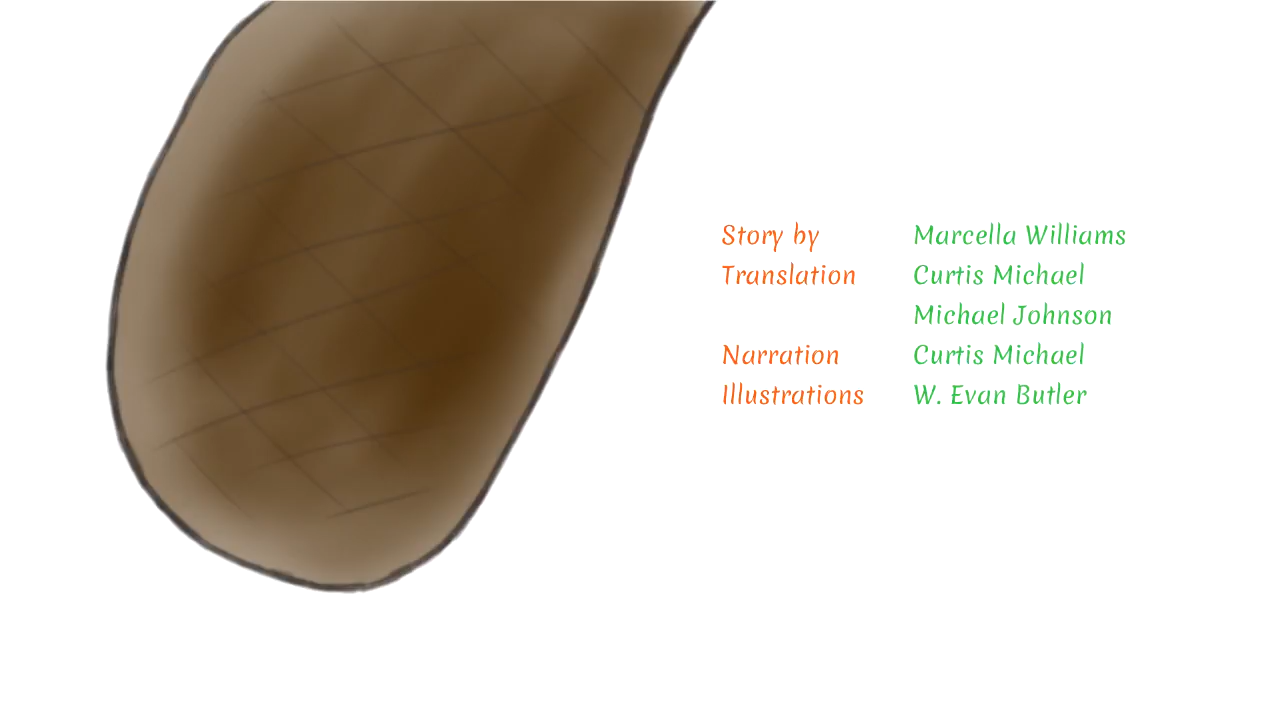 Story by Marcella Williams
Translation Curtis Michael
Michael Johnson
Narration Curtis Michael
Illustrations W. Evan Butler